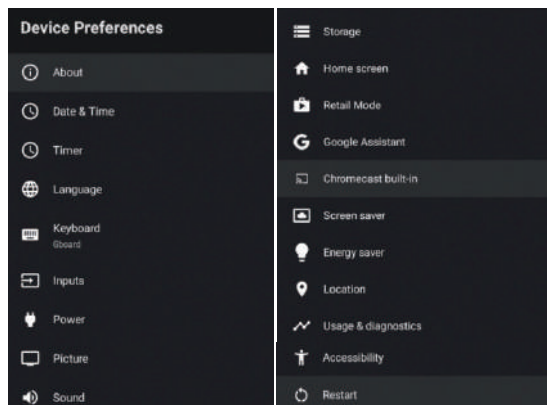 Device Preferences
About
Date & Time
Timer
Language
Keyboard
Gboard
Inputs
Power
Picture
Sound
Storage
Home screen
Retail Mode
Google Assistant
Chromecast built-in
Screen saver
Energy saver
Location
Usage & diagnostics
Accessibility
Restart